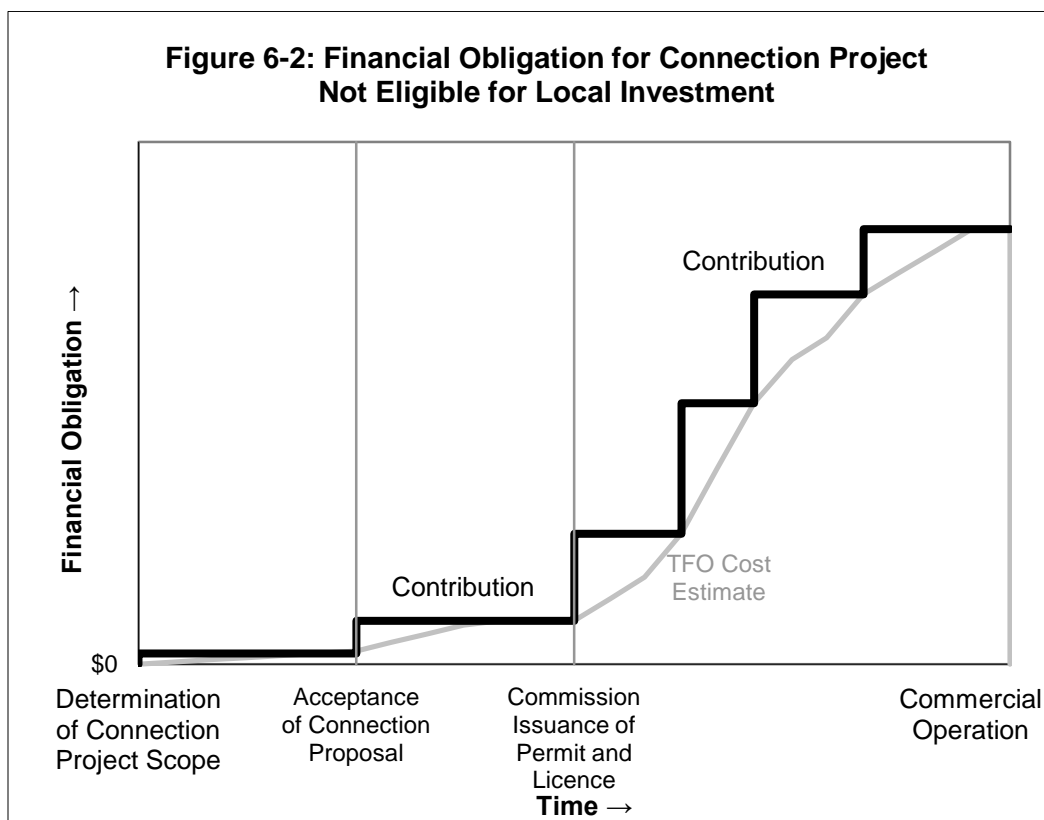 Figure 6-2: Financial Obligation for Connection Project
Not Eligible for Local Investment
Financial Obligation →
Contribution
Contribution
TFO Cost
Estimate
$0
Determination
of Connection
Project Scope
Acceptance
of Connection
Proposal
Commission
Issuance of
Permit and
Licence
Commercial
Operation
Time →